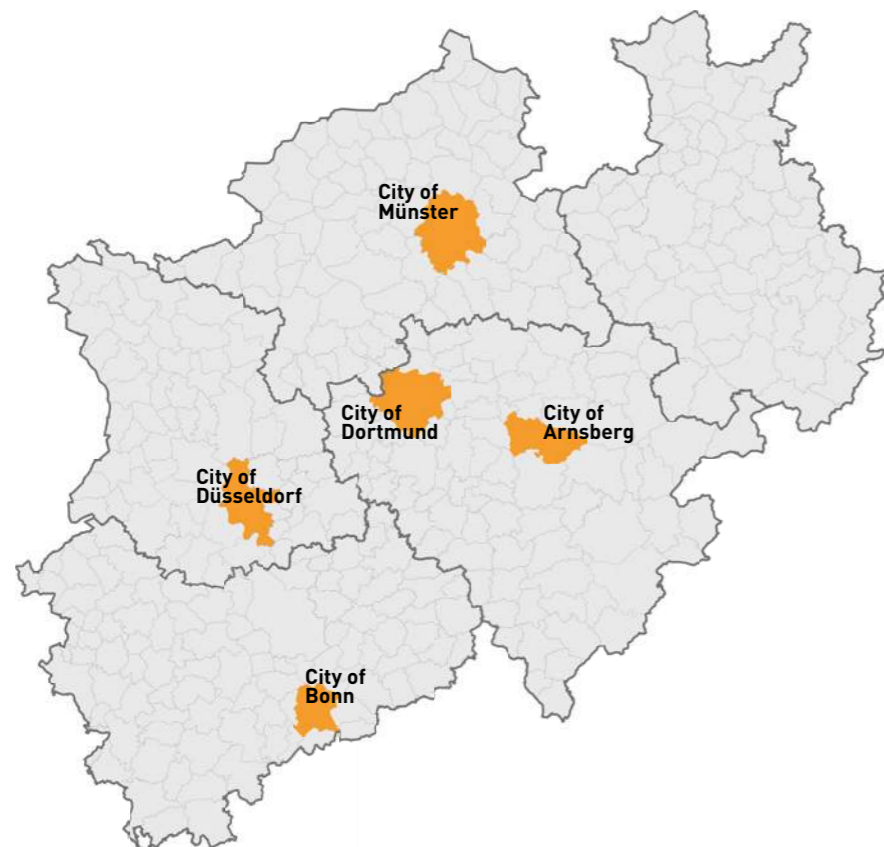 City of
Münster
City of
Dortmund
City of
Arnsberg
City of
Düsseldorf
City of
Bonn